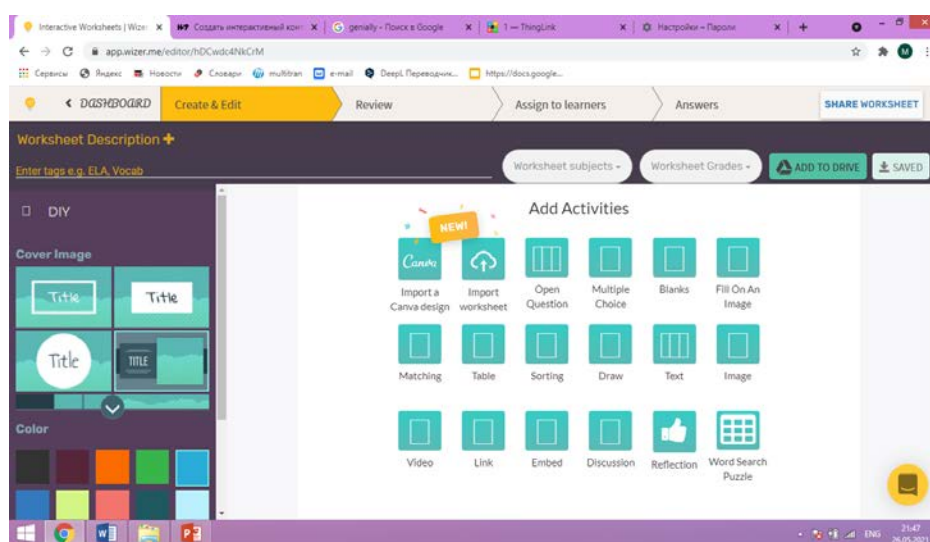 Interactive Worksheets | Wizer
Создать интерактивный конт
genially - Поиск в Google
1 — ThingLink
Настройки – Пароли
app.wizer.me/editor/hDCwdc4NkCrM
M
Сервисы Яндекс Новости Словари multitran e-mail DeepL Переводчик... https://docs.google...
DASHBOARD Create & Edit Review Assign to learners Answers SHARE WORKSHEET
Worksheet Description +
Enter tags e.g. ELA, Vocab
Worksheet subjects Worksheet Grades ADD TO DRIVE SAVED
DIY
Cover Image
Title Title
Title TITLE
Color
Add Activities
NEW!
Canva
Import a Canva design
Import worksheet
Open Question
Multiple Choice
Blanks
Fill On An Image
Matching Table Sorting Draw Text Image
Video Link Embed Discussion Reflection Word Search Puzzle
ENG 21:47
26.05.2021